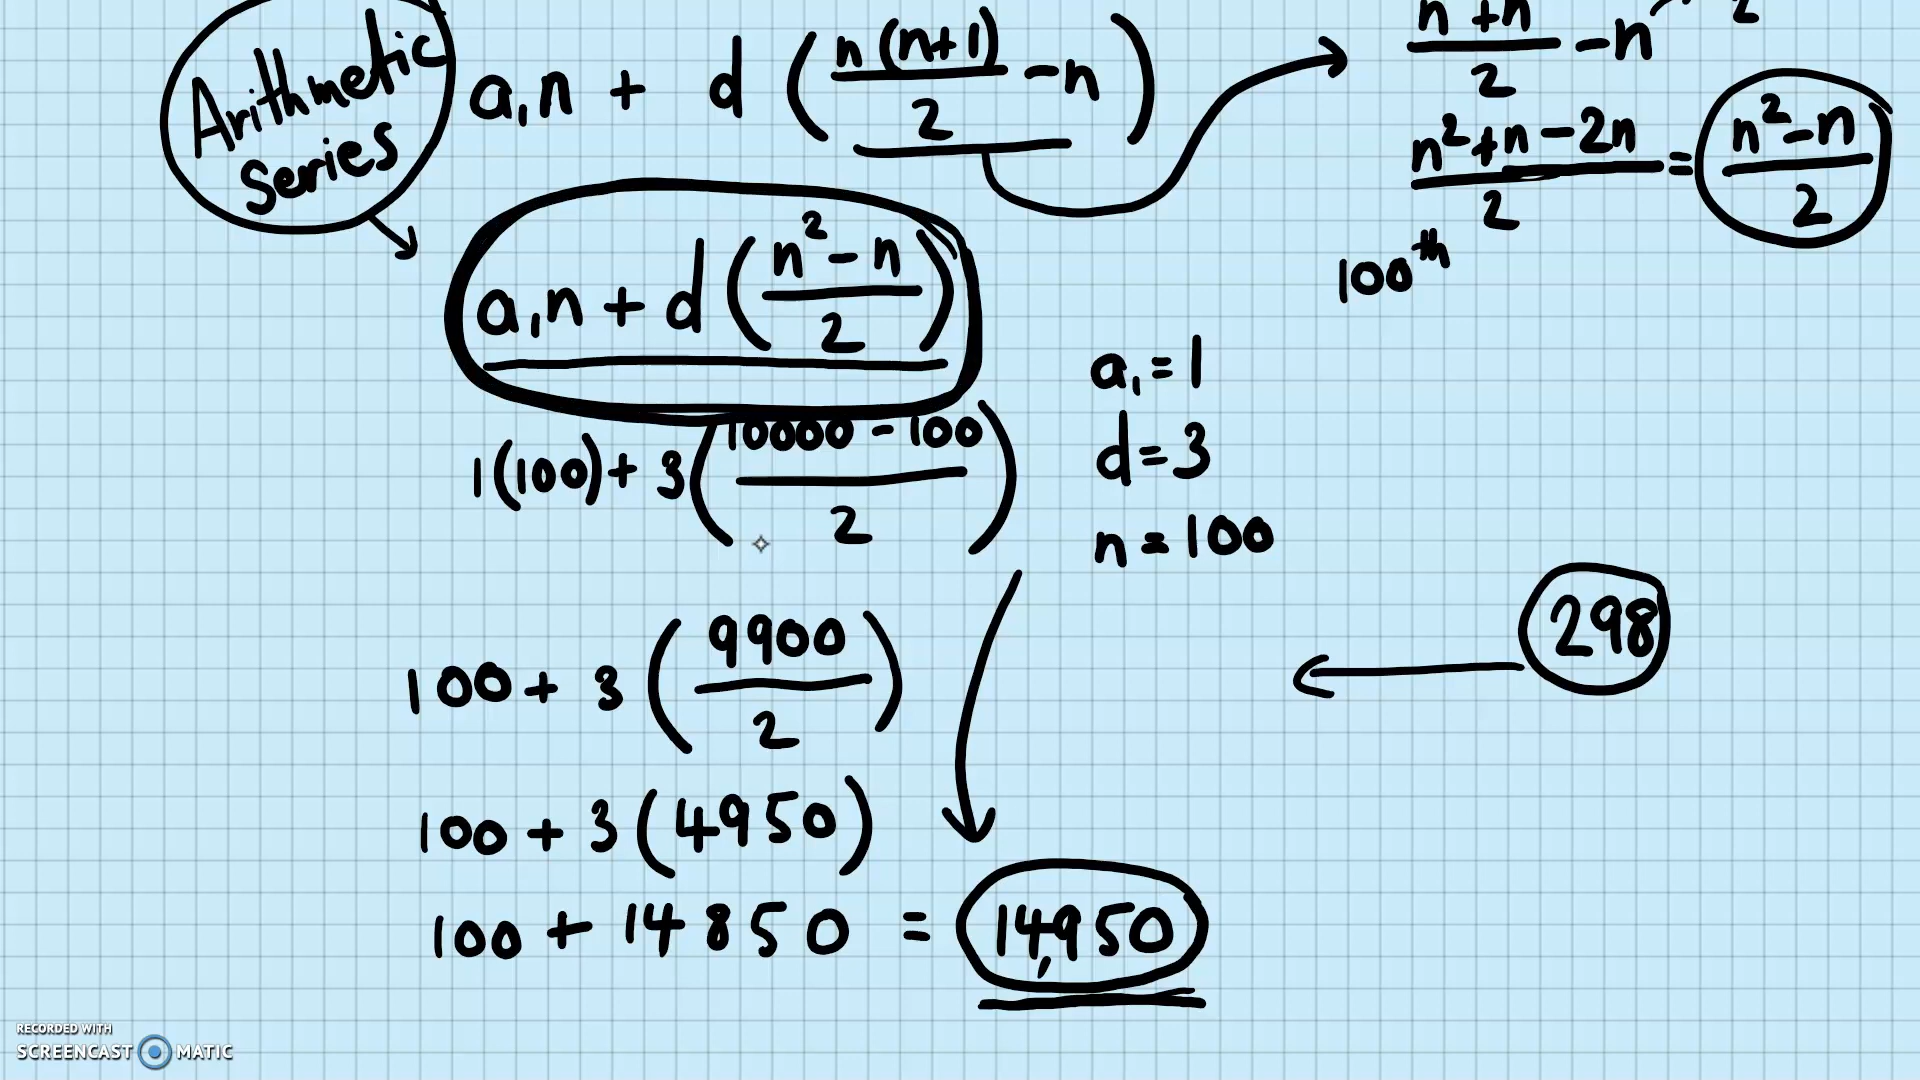 Arithmetic
Series
a₁n + d (n(n+1)/2 - n)
n +n/2 - n
2
n²+n-2n/2 = n²-n/2
100th
a₁n + d (n²-n/2)
a₁ = 1
d = 3
n = 100
1(100) + 3(10000 - 100/2)
298
100 + 3 (9900/2)
100 + 3 (4950)
100 + 14850 = 14,950
RECORDED WITH
SCREENCAST MATIC